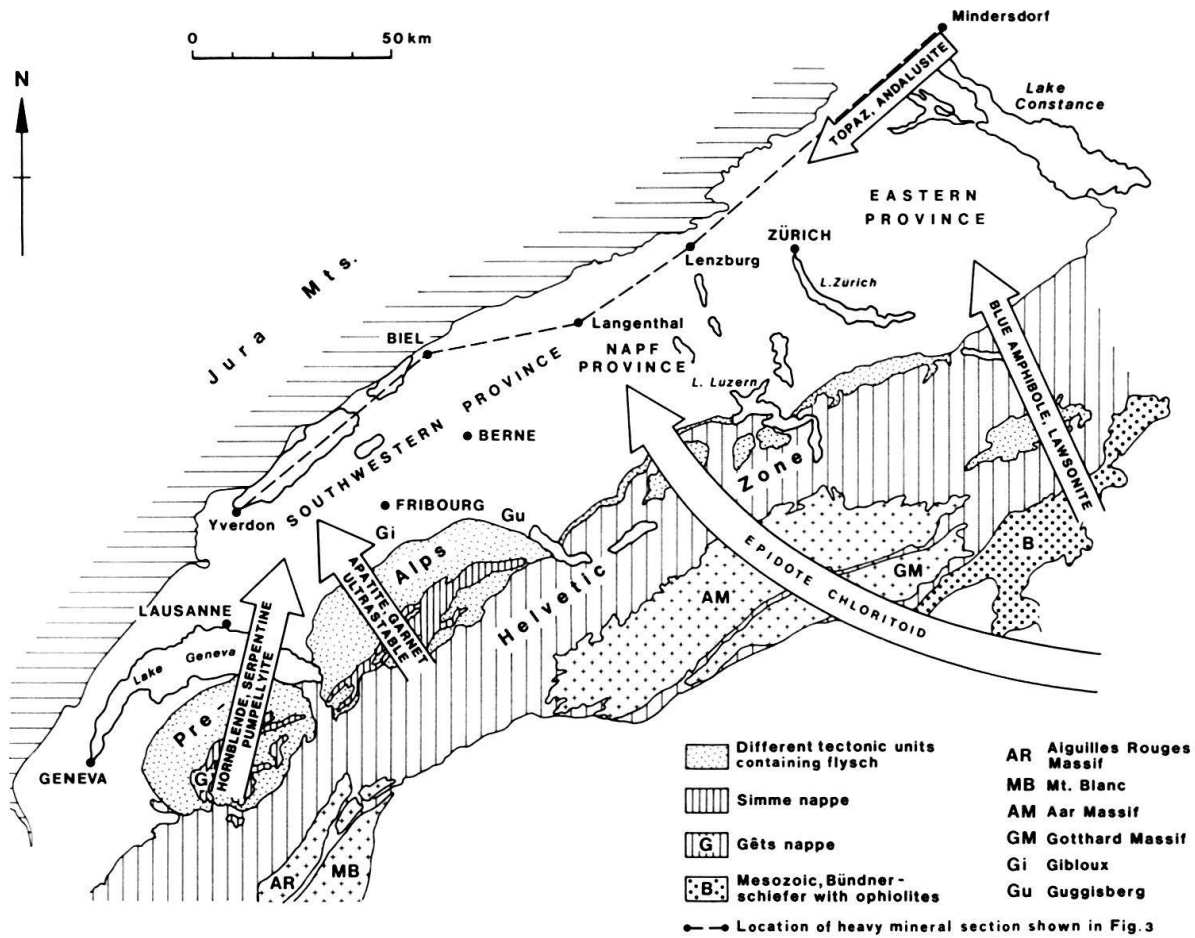 Mindersdorf
0 50 km
N
TOPAZ, ANDALUSITE
Lake
Constance
EASTERN
PROVINCE
ZÜRICH
Lenzburg
L.Zürich
Jura Mts.
Langenthal
BIEL
NAPF
PROVINCE
L. Luzern
BLUE AMPHIBOLE, LAWSONITE
SOUTHWESTERN PROVINCE
BERNE
Zone
FRIBOURG
Yverdon
Gu
Gi
EPIDOTE
CHLORITOID
B
GM
Alps
APATITE, GARNET
ULTRASTABLE
Helvetic
AM
LAUSANNE
Lake Geneva
HORNBLENDE, SERPENTINE
PUMPELLYITE
Pre-
G
GENEVA
AR
MB
Different tectonic units
containing flysch
Simme nappe
G Gêts nappe
B Mesozoic, Bündner-
schiefer with ophiolites
Location of heavy mineral section shown in Fig. 3
AR Aiguilles Rouges
Massif
MB Mt. Blanc
AM Aar Massif
GM Gotthard Massif
Gi Gibloux
Gu Guggisberg